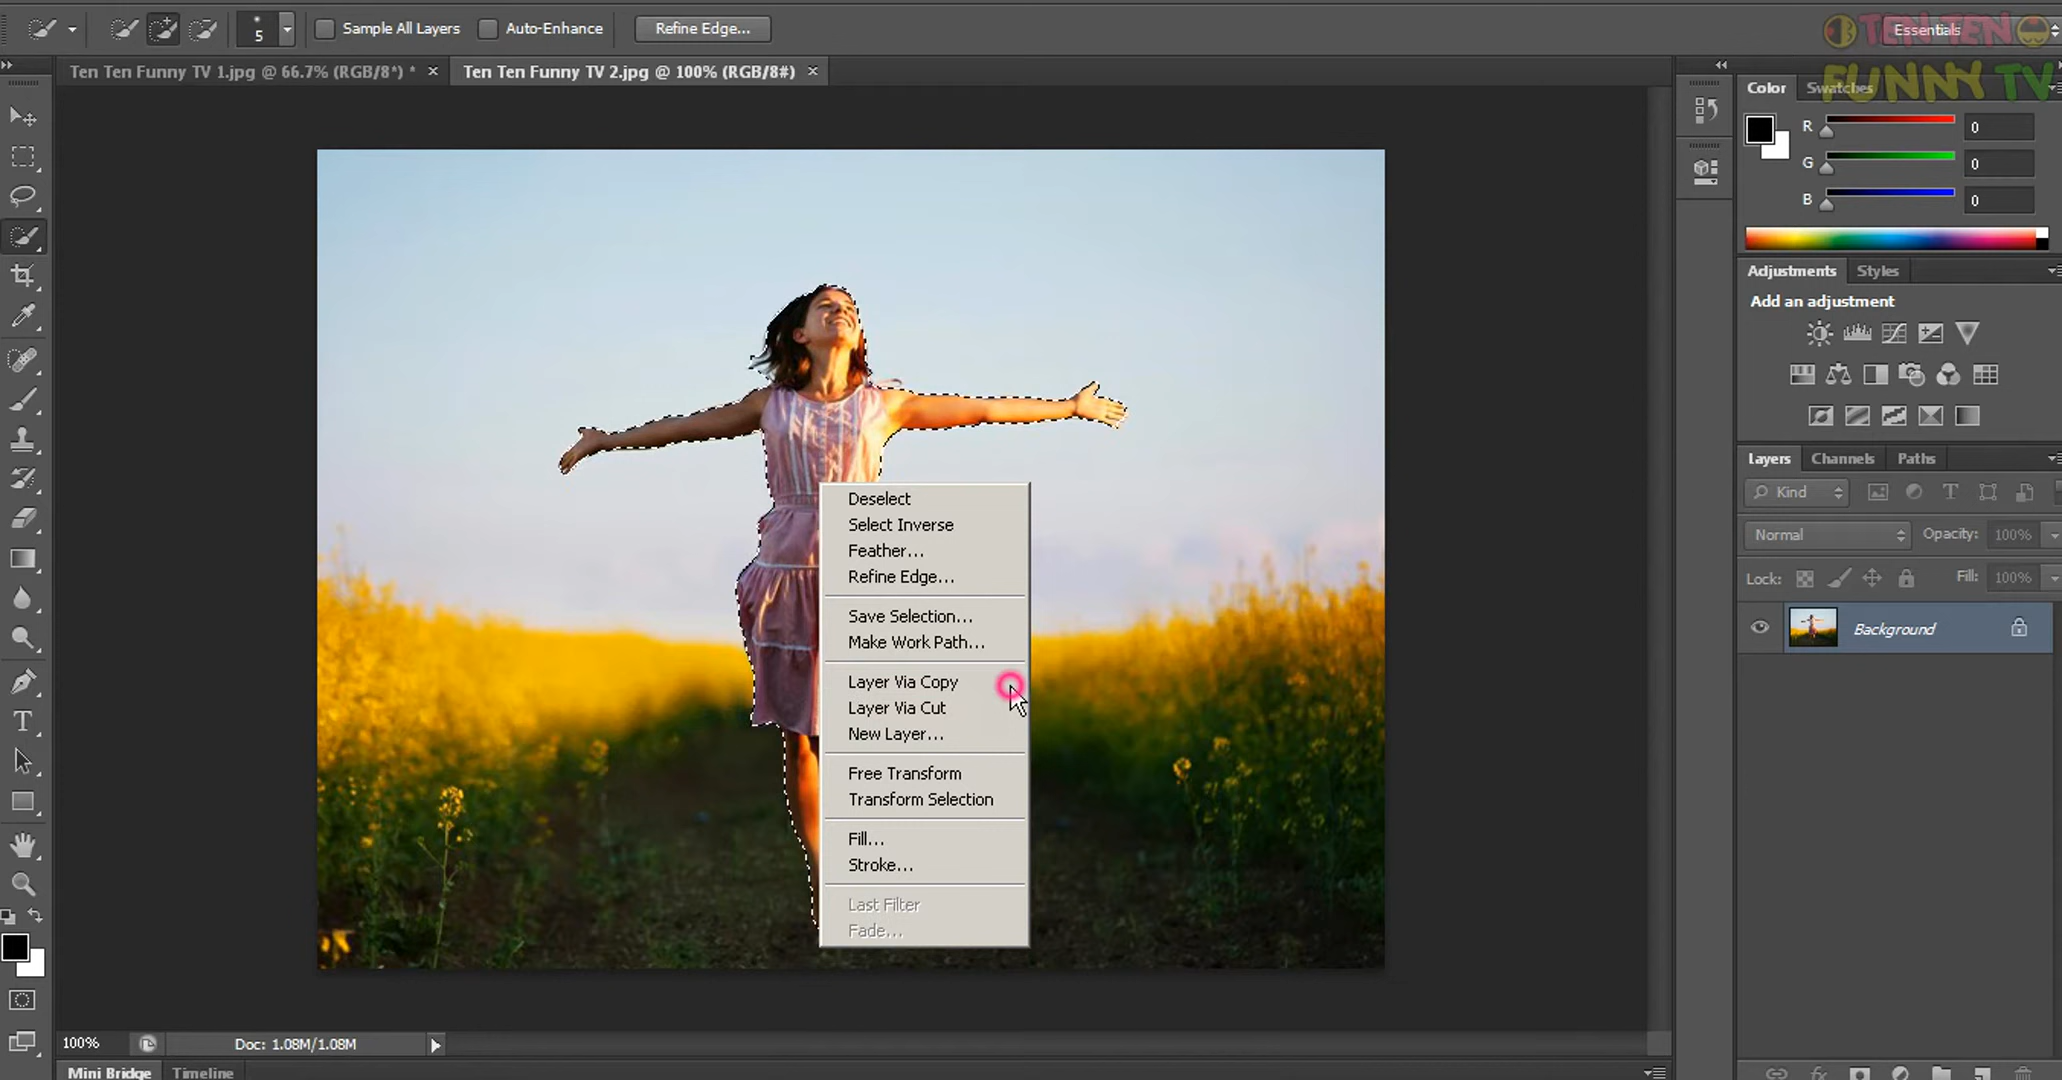 5
Sample All Layers
Auto-Enhance
Refine Edge...
Essentials
TEN TEN
FUNNY TV
Ten Ten Funny TV 1.jpg @ 66.7% (RGB/8*) *
Ten Ten Funny TV 2.jpg @ 100% (RGB/8#)
Color
Swatches
R
0
G
0
B
0
Adjustments
Styles
Add an adjustment
Layers
Channels
Paths
Kind
Normal
Opacity:
100%
Lock:
Fill:
100%
Background
Deselect
Select Inverse
Feather...
Refine Edge...
Save Selection...
Make Work Path...
Layer Via Copy
Layer Via Cut
New Layer...
Free Transform
Transform Selection
Fill...
Stroke...
Last Filter
Fade...
100%
Doc: 1.08M/1.08M
Mini Bridge
Timeline